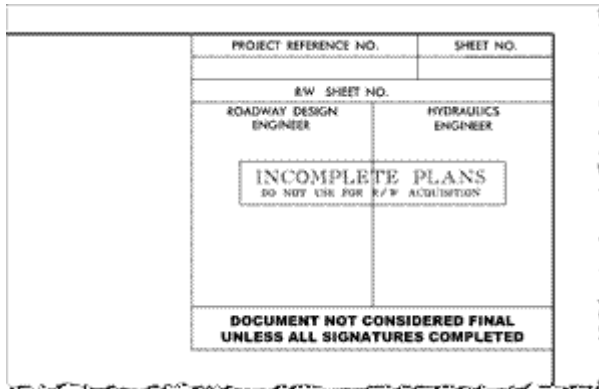 PROJECT REFERENCE NO.
SHEET NO.
R/W SHEET NO.
ROADWAY DESIGN
ENGINEER
HYDRAULICS
ENGINEER
INCOMPLETE PLANS
DO NOT USE FOR R/W ACQUISITION
DOCUMENT NOT CONSIDERED FINAL
UNLESS ALL SIGNATURES COMPLETED